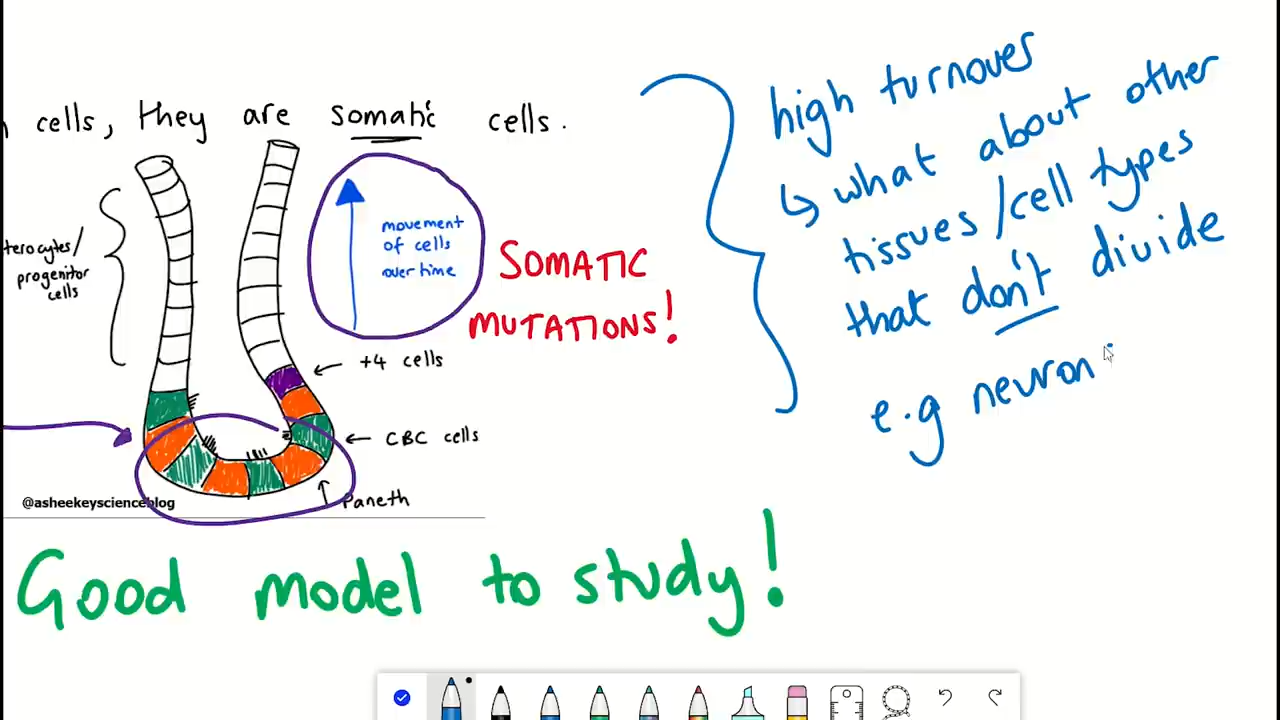 cells, they are somatic cells.
high turnover
↳ what about other
tissues/cell types
that don't divide
e.g neuron
terocytes/
progenitor
cells
movement
of cells
over time
SOMATIC
MUTATIONS!
+4 cells
CBC cells
Paneth
@asheekeyscienceblog
Good model to study!